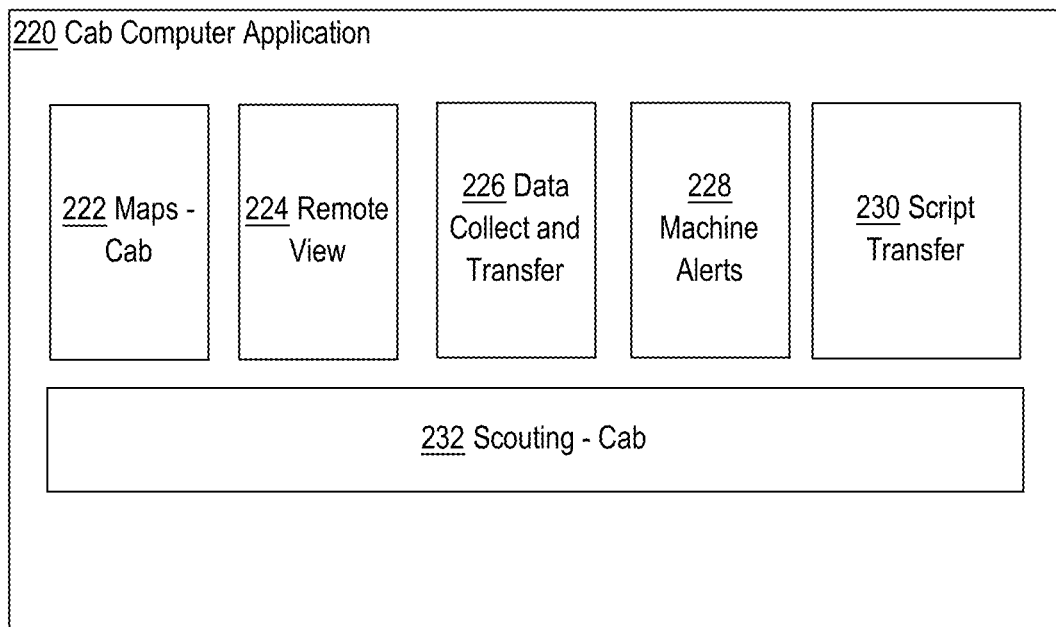 220 Cab Computer Application
222 Maps -
Cab
224 Remote
View
226 Data
Collect and
Transfer
228
Machine
Alerts
230 Script
Transfer
232 Scouting - Cab